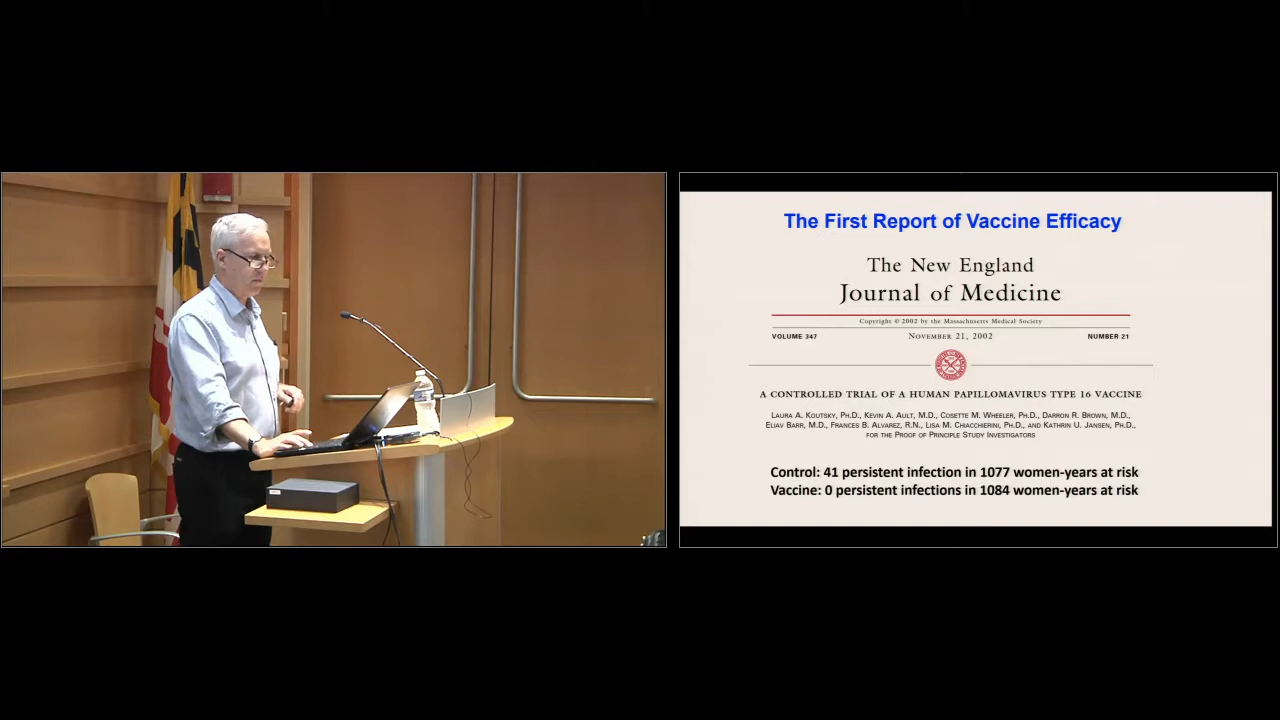 The First Report of Vaccine Efficacy
The New England
Journal of Medicine
Copyright © 2002 by the Massachusetts Medical Society
VOLUME 347 NOVEMBER 21, 2002 NUMBER 21
A CONTROLLED TRIAL OF A HUMAN PAPILLOMAVIRUS TYPE 16 VACCINE
LAURA A. KOUTSKY, PH.D., KEVIN A. AULT, M.D., COSETTE M. WHEELER, PH.D., DARRON R. BROWN, M.D.,
ELIAV BARR, M.D., FRANCES B. ALVAREZ, R.N., LISA M. CHIACCHIERINI, PH.D., AND KATHRIN U. JANSEN, PH.D.,
FOR THE PROOF OF PRINCIPLE STUDY INVESTIGATORS
Control: 41 persistent infection in 1077 women-years at risk
Vaccine: 0 persistent infections in 1084 women-years at risk